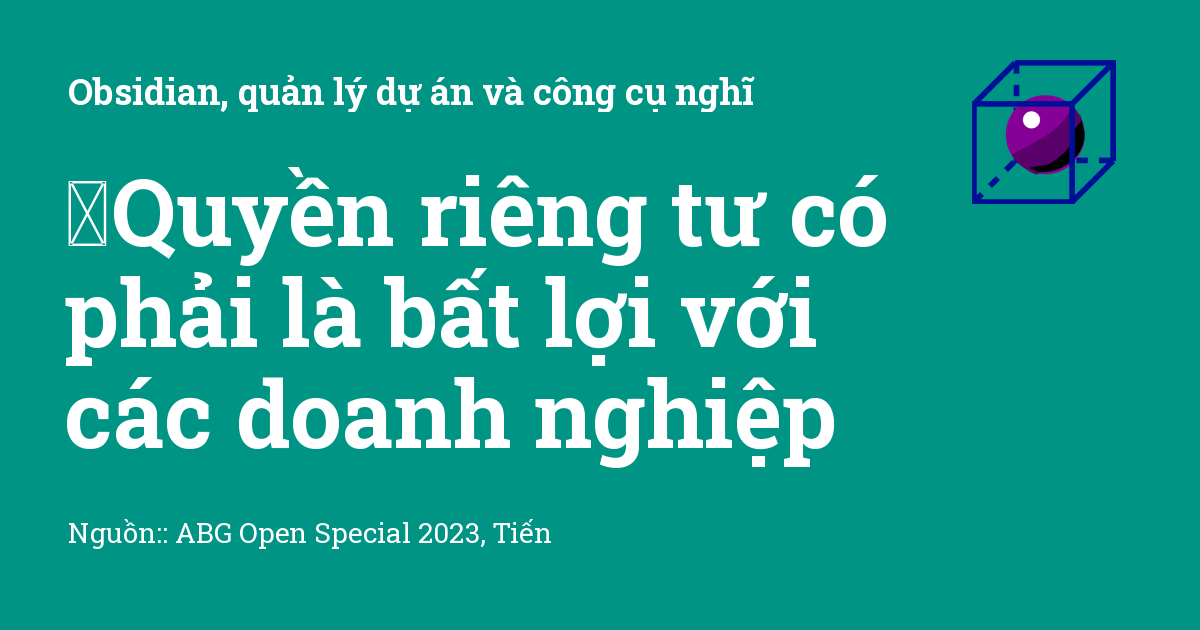 Obsidian, quản lý dự án và công cụ nghĩ
Quyền riêng tư có
phải là bất lợi với
các doanh nghiệp
Nguồn:: ABG Open Special 2023, Tiến